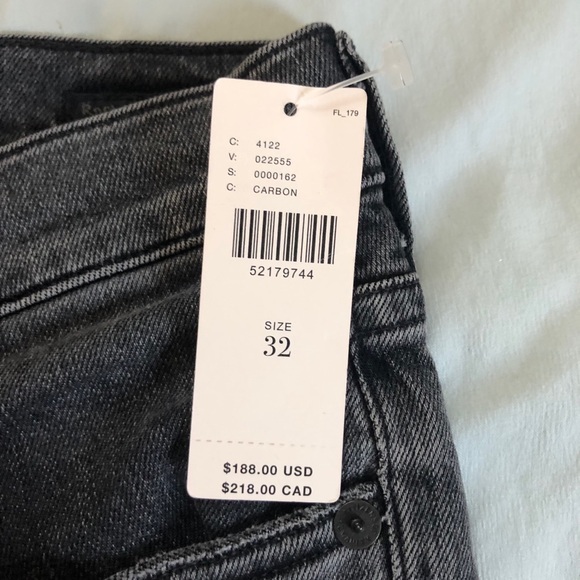 FL_179
C: 4122
V: 022555
S: 0000162
C: CARBON
52179744
SIZE
32
$188.00 USD
$218.00 CAD